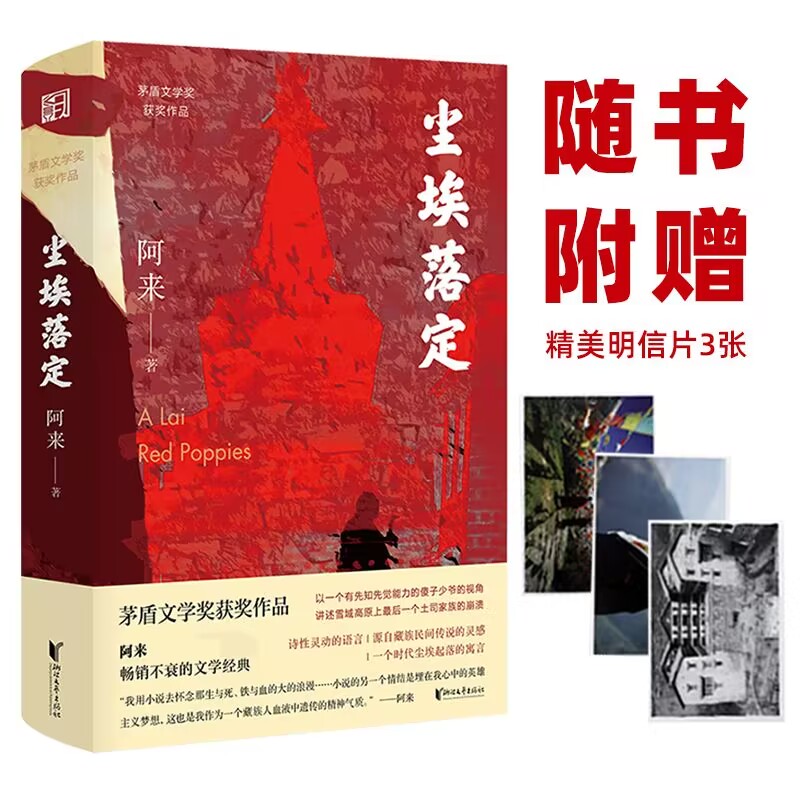 茅盾文学奖
获奖作品
尘埃落定
阿来——著
茅盾文学奖
获奖作品
尘埃落定
阿来——著
A Lai
Red Poppies
茅盾文学奖获奖作品
阿来
畅销不衰的文学经典
以一个有先知先觉能力的傻子少爷的视角
讲述雪域高原上最后一个土司家族的崩溃
诗性灵动的语言|源自藏族民间传说的灵感
|一个时代尘埃起落的寓言
“我用小说去怀念那生与死、铁与血的大的浪漫……小说的另一个情结是埋在我心中的英雄
主义梦想,这也是我作为一个藏族人血液中遗传的精神气质。”——阿来
浙江文艺出版社
浙江文艺出版社
随书
附赠
精美明信片3张